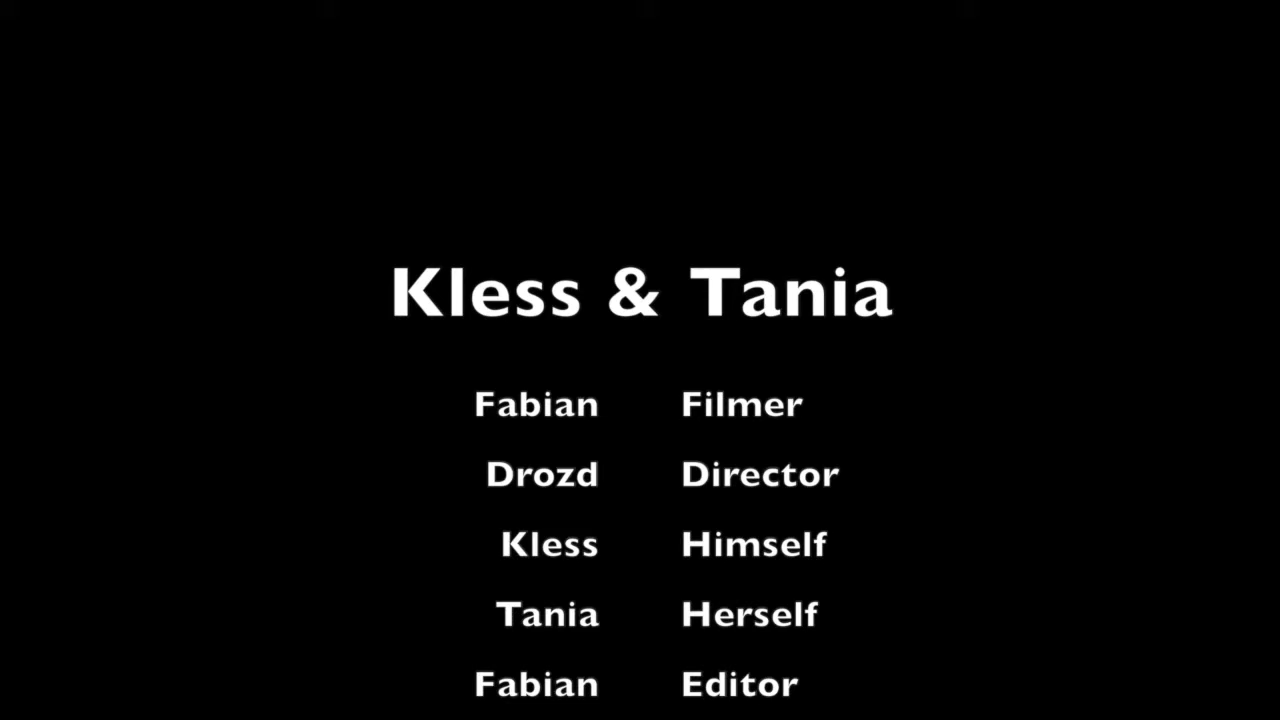 Kless & Tania
Fabian Filmer
Drozd Director
Kless Himself
Tania Herself
Fabian Editor